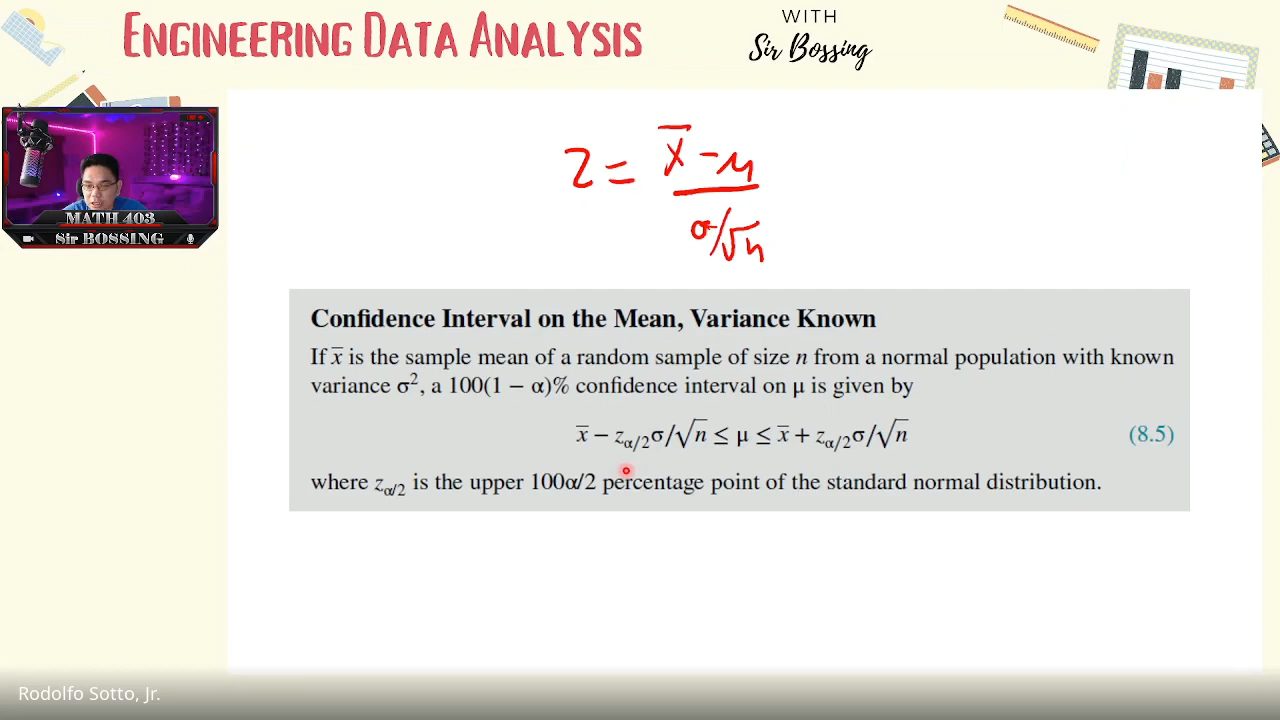 ENGINEERING DATA ANALYSIS
WITH
Sir Bossing
MATH 403
Sir BOSSING
z = x̄ − μ
σ/√n
Confidence Interval on the Mean, Variance Known
If x̄ is the sample mean of a random sample of size n from a normal population with known
variance σ², a 100(1 − α)% confidence interval on μ is given by
x̄ − z_α/2 σ/√n ≤ μ ≤ x̄ + z_α/2 σ/√n (8.5)
where z_α/2 is the upper 100α/2 percentage point of the standard normal distribution.
Rodolfo Sotto, Jr.